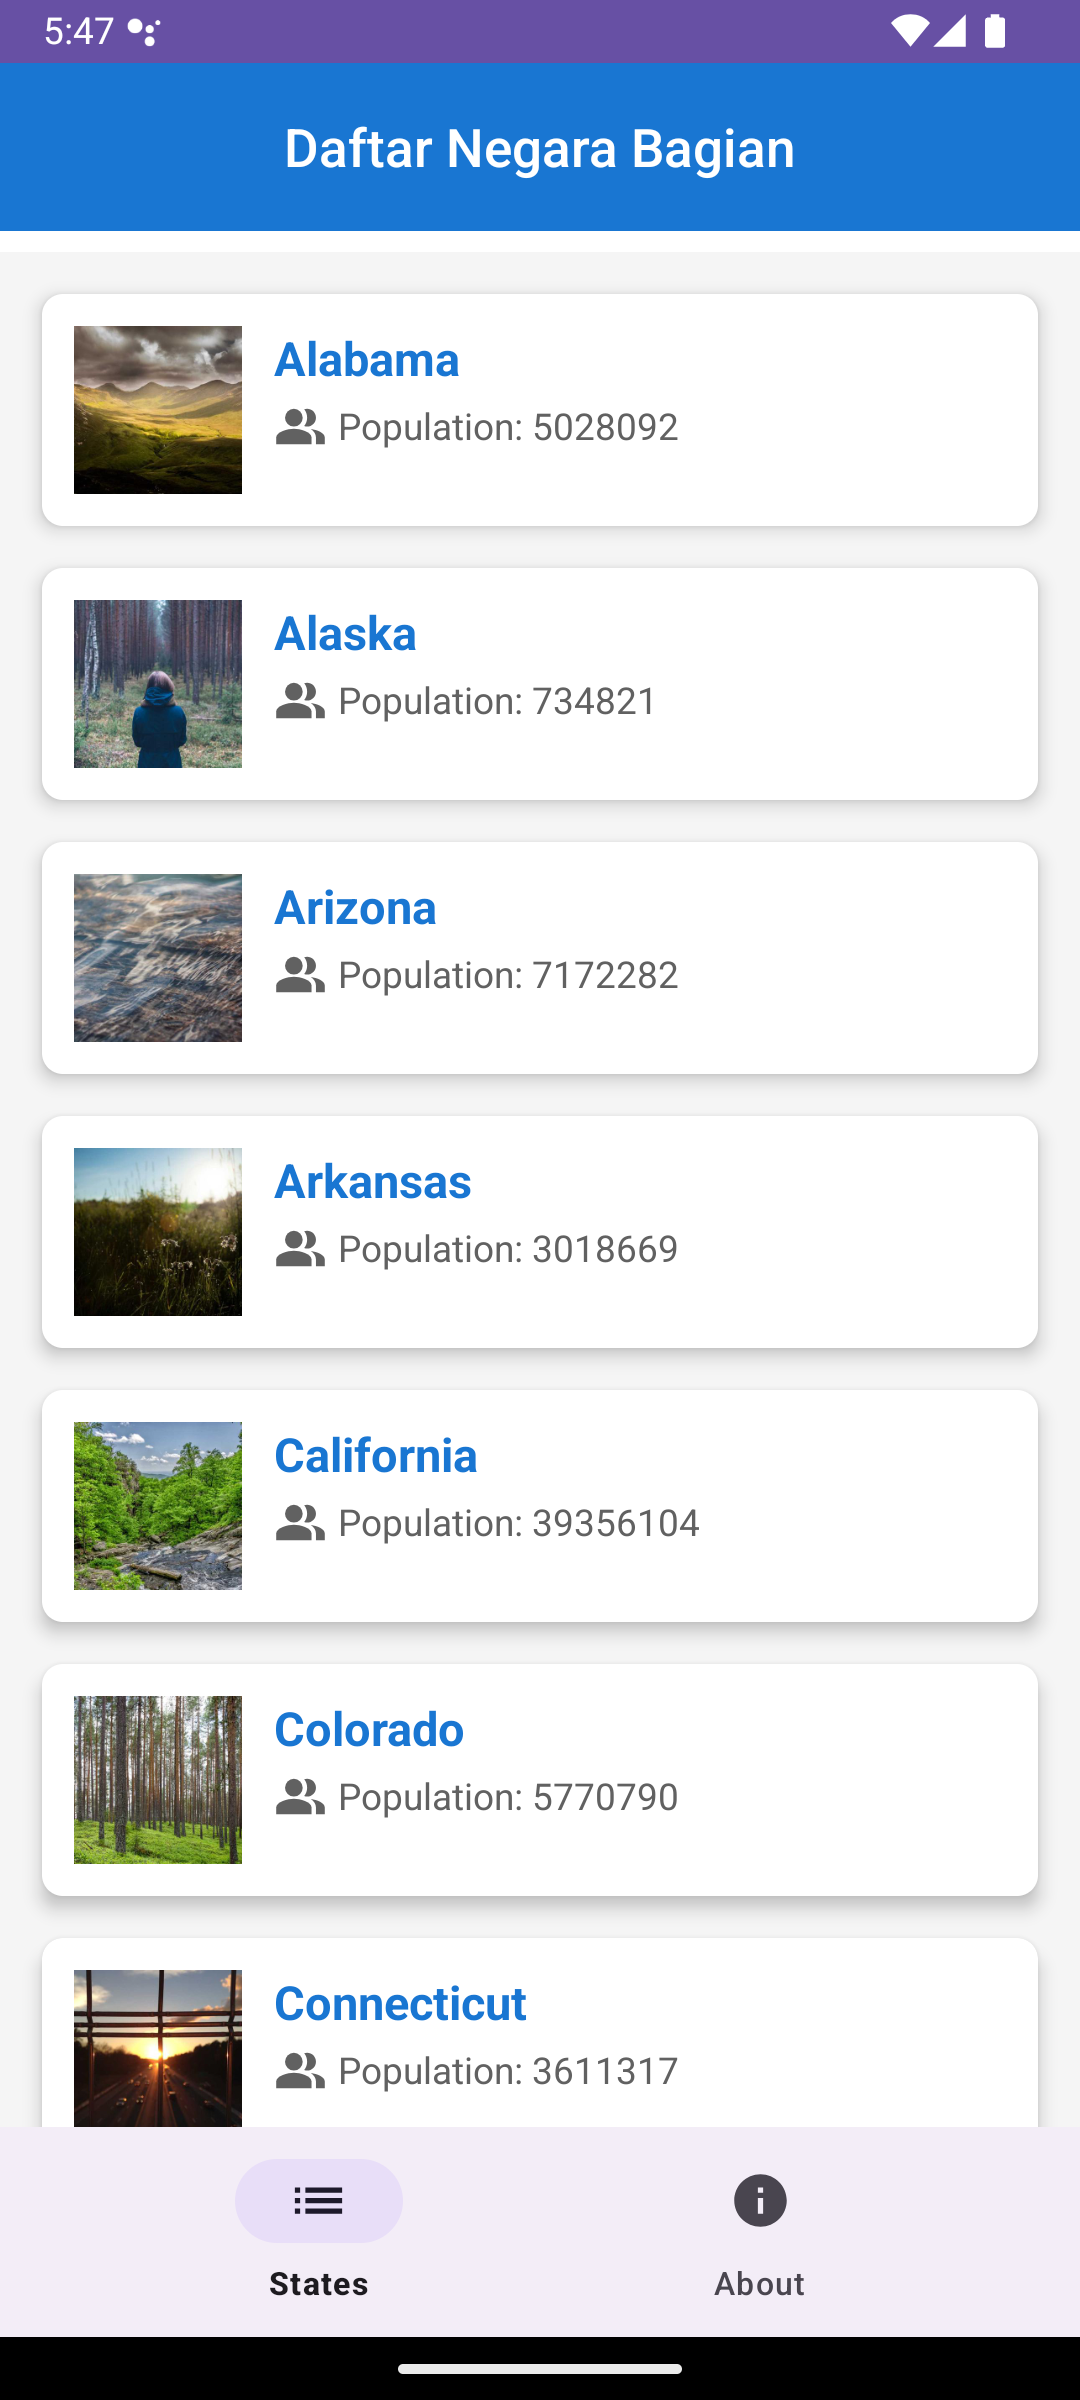 5:47
Daftar Negara Bagian
Alabama
Population: 5028092
Alaska
Population: 734821
Arizona
Population: 7172282
Arkansas
Population: 3018669
California
Population: 39356104
Colorado
Population: 5770790
Connecticut
Population: 3611317
States
About